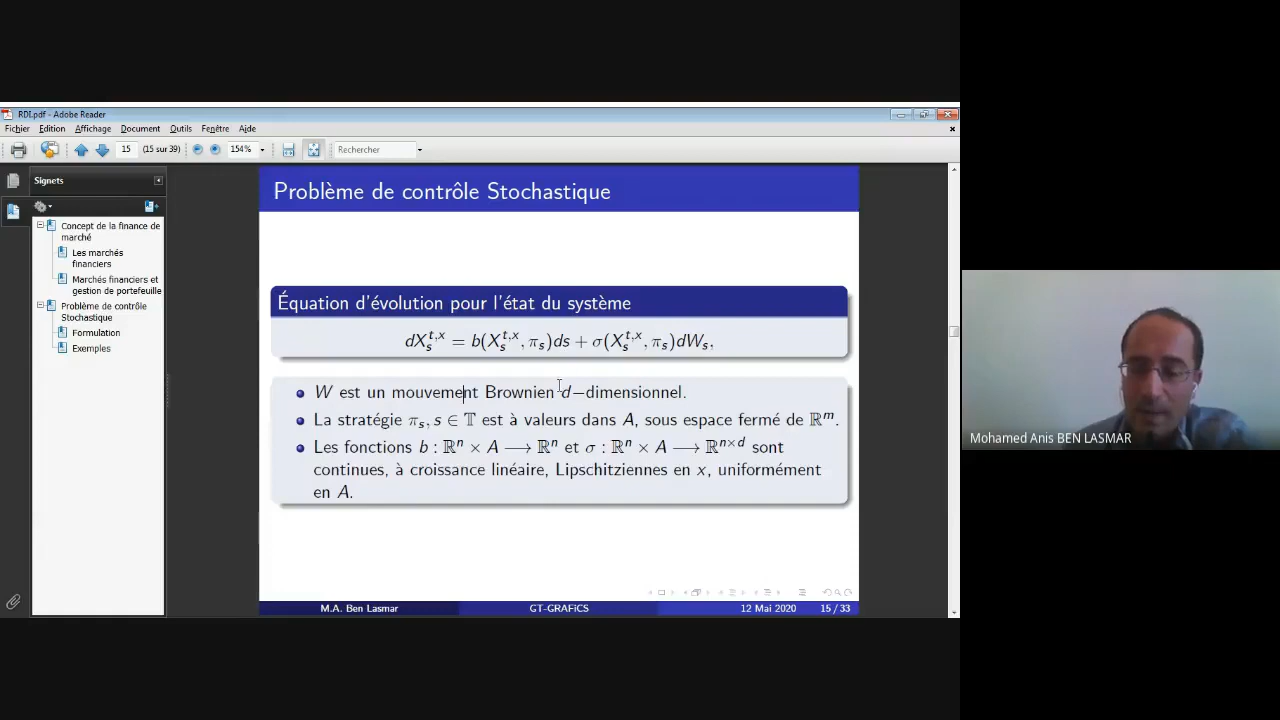 RDI.pdf - Adobe Reader
Fichier Edition Affichage Document Outils Fenêtre Aide
15 (15 sur 39) 154% Rechercher
Signets
Concept de la finance de
marché
Les marchés
financiers
Marchés financiers et
gestion de portefeuille
Problème de contrôle
Stochastique
Formulation
Exemples
Problème de contrôle Stochastique
Équation d'évolution pour l'état du système
dX_s^{t,x} = b(X_s^{t,x}, π_s)ds + σ(X_s^{t,x}, π_s)dW_s,
W est un mouvement Brownien d−dimensionnel.
La stratégie π_s, s ∈ 𝕋 est à valeurs dans A, sous espace fermé de ℝ^m.
Les fonctions b : ℝ^n × A ⟶ ℝ^n et σ : ℝ^n × A ⟶ ℝ^{n×d} sont
continues, à croissance linéaire, Lipschitziennes en x, uniformément
en A.
M.A. Ben Lasmar GT-GRAFiCS 12 Mai 2020 15 / 33
Mohamed Anis BEN LASMAR